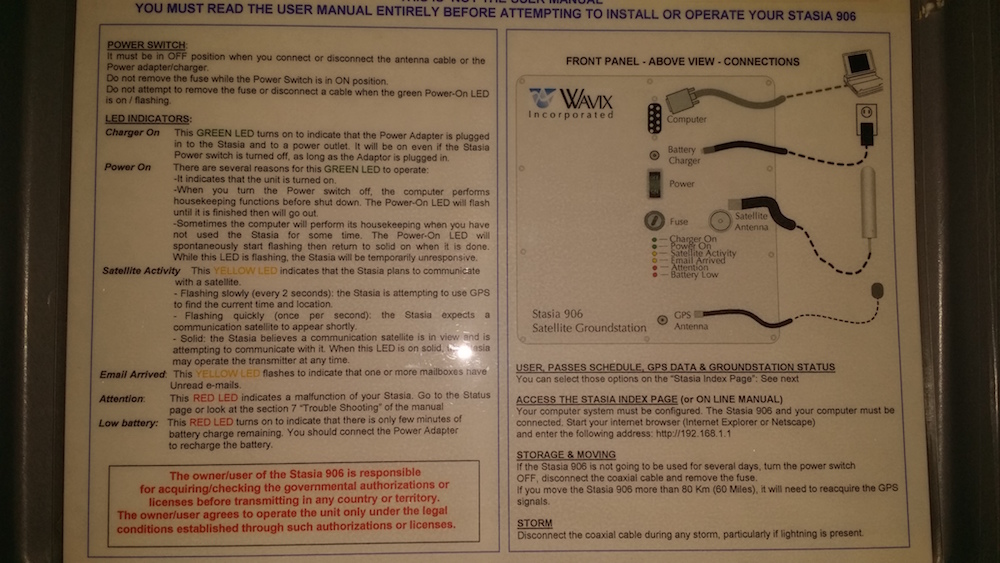 THIS IS NOT THE USER MANUAL
YOU MUST READ THE USER MANUAL ENTIRELY BEFORE ATTEMPTING TO INSTALL OR OPERATE YOUR STASIA 906
POWER SWITCH:
It must be in OFF position when you connect or disconnect the antenna cable or the
Power adapter/charger.
Do not remove the fuse while the Power Switch is in ON position.
Do not attempt to remove the fuse or disconnect a cable when the green Power-On LED
is on / flashing.
LED INDICATORS:
Charger On This GREEN LED turns on to indicate that the Power Adapter is plugged
in to the Stasia and to a power outlet. It will be on even if the Stasia
Power switch is turned off, as long as the Adaptor is plugged in.
Power On There are several reasons for this GREEN LED to operate:
-It indicates that the unit is turned on.
-When you turn the Power switch off, the computer performs
housekeeping functions before shut down. The Power-On LED will flash
until it is finished then will go out.
-Sometimes the computer will perform its housekeeping when you have
not used the Stasia for some time. The Power-On LED will
spontaneously start flashing then return to solid on when it is done.
While this LED is flashing, the Stasia will be temporarily unresponsive.
Satellite Activity This YELLOW LED indicates that the Stasia plans to communicate
with a satellite.
- Flashing slowly (every 2 seconds): the Stasia is attempting to use GPS
to find the current time and location.
- Flashing quickly (once per second): the Stasia expects a
communication satellite to appear shortly.
- Solid: the Stasia believes a communication satellite is in view and is
attempting to communicate with it. When this LED is on solid, the Stasia
may operate the transmitter at any time.
Email Arrived: This YELLOW LED flashes to indicate that one or more mailboxes have
Unread e-mails.
Attention: This RED LED indicates a malfunction of your Stasia. Go to the Status
page or look at the section 7 "Trouble Shooting" of the manual
Low battery: This RED LED turns on to indicate that there is only few minutes of
battery charge remaining. You should connect the Power Adapter
to recharge the battery.
The owner/user of the Stasia 906 is responsible
for acquiring/checking the governmental authorizations or
licenses before transmitting in any country or territory.
The owner/user agrees to operate the unit only under the legal
conditions established through such authorizations or licenses.
FRONT PANEL - ABOVE VIEW - CONNECTIONS
WAVIX
Incorporated
Computer
Battery
Charger
Power
Fuse
Satellite
Antenna
Charger On
Power On
Satellite Activity
Email Arrived
Attention
Battery Low
GPS
Antenna
Stasia 906
Satellite Groundstation
USER, PASSES SCHEDULE, GPS DATA & GROUNDSTATION STATUS
You can select those options on the "Stasia Index Page": See next
ACCESS THE STASIA INDEX PAGE (or ON LINE MANUAL)
Your computer system must be configured. The Stasia 906 and your computer must be
connected. Start your internet browser (Internet Explorer or Netscape)
and enter the following address: http://192.168.1.1
STORAGE & MOVING
If the Stasia 906 is not going to be used for several days, turn the power switch
OFF, disconnect the coaxial cable and remove the fuse.
If you move the Stasia 906 more than 80 Km (60 Miles), it will need to reacquire the GPS
signals.
STORM
Disconnect the coaxial cable during any storm, particularly if lightning is present.